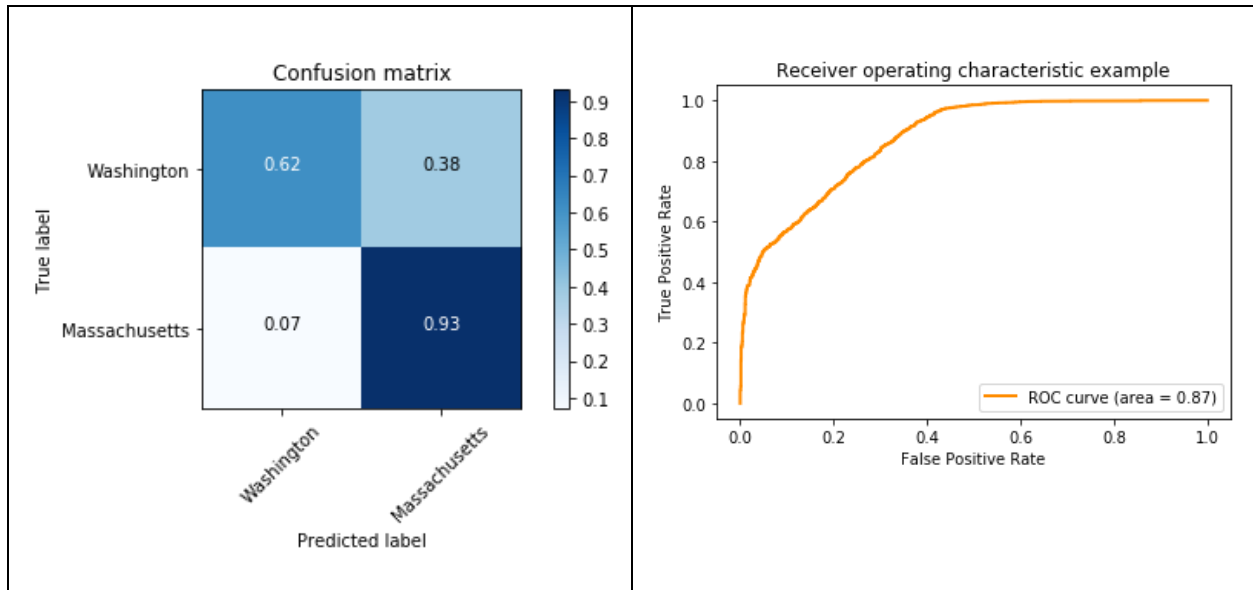 Confusion matrix
True label
Washington
Massachusetts
0.62
0.38
0.07
0.93
Washington
Massachusetts
Predicted label
0.9
0.8
0.7
0.6
0.5
0.4
0.3
0.2
0.1
Receiver operating characteristic example
True Positive Rate
1.0
0.8
0.6
0.4
0.2
0.0
ROC curve (area = 0.87)
0.0
0.2
0.4
0.6
0.8
1.0
False Positive Rate